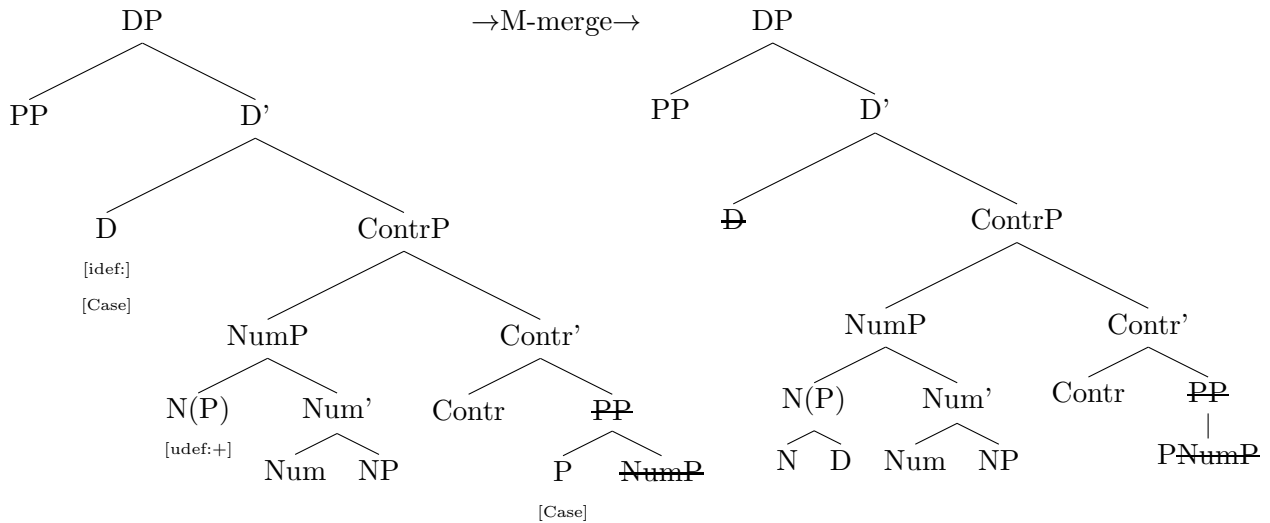 DP →M-merge→ DP
PP D' PP D'
D ContrP D ContrP
[idef:]
[Case]
NumP Contr' NumP Contr'
N(P) Num' Contr PP N(P) Num' Contr PP
[udef:+]
Num NP P NumP N D Num NP PNumP
[Case]